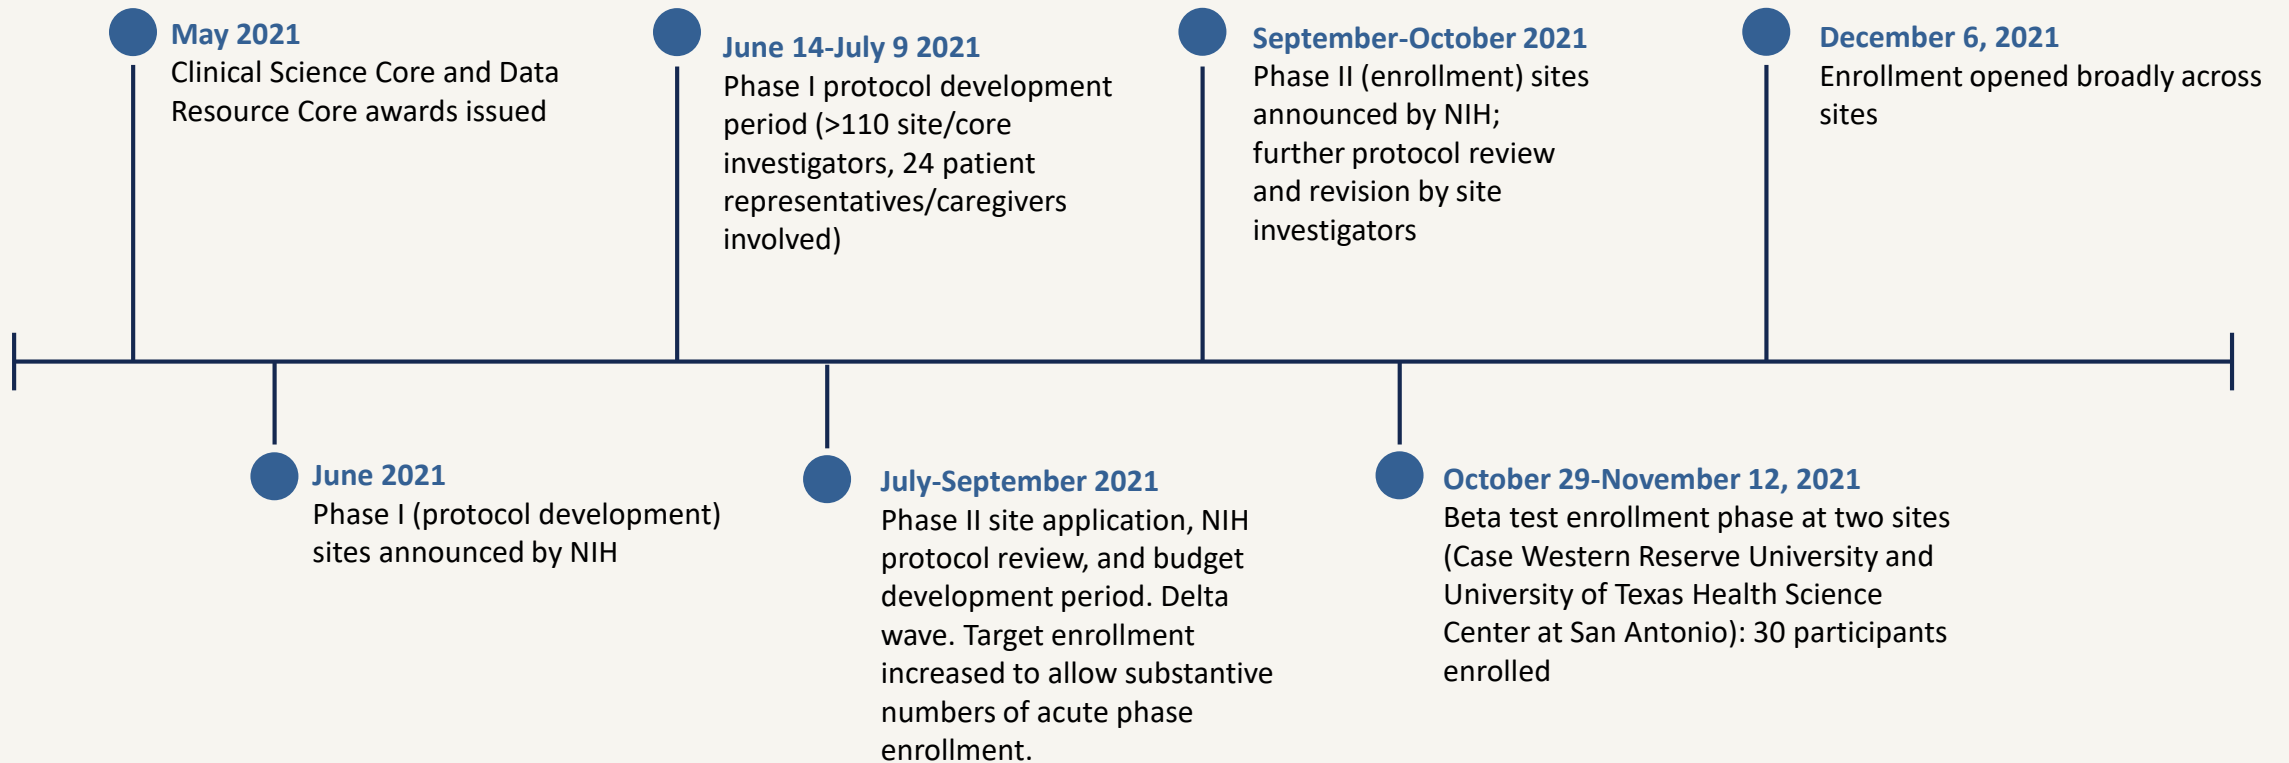 May 2021
Clinical Science Core and Data
Resource Core awards issued
June 14-July 9 2021
Phase I protocol development
period (>110 site/core
investigators, 24 patient
representatives/caregivers
involved)
September-October 2021
Phase II (enrollment) sites
announced by NIH;
further protocol review
and revision by site
investigators
December 6, 2021
Enrollment opened broadly across
sites
June 2021
Phase I (protocol development)
sites announced by NIH
July-September 2021
Phase II site application, NIH
protocol review, and budget
development period. Delta
wave. Target enrollment
increased to allow substantive
numbers of acute phase
enrollment.
October 29-November 12, 2021
Beta test enrollment phase at two sites
(Case Western Reserve University and
University of Texas Health Science
Center at San Antonio): 30 participants
enrolled